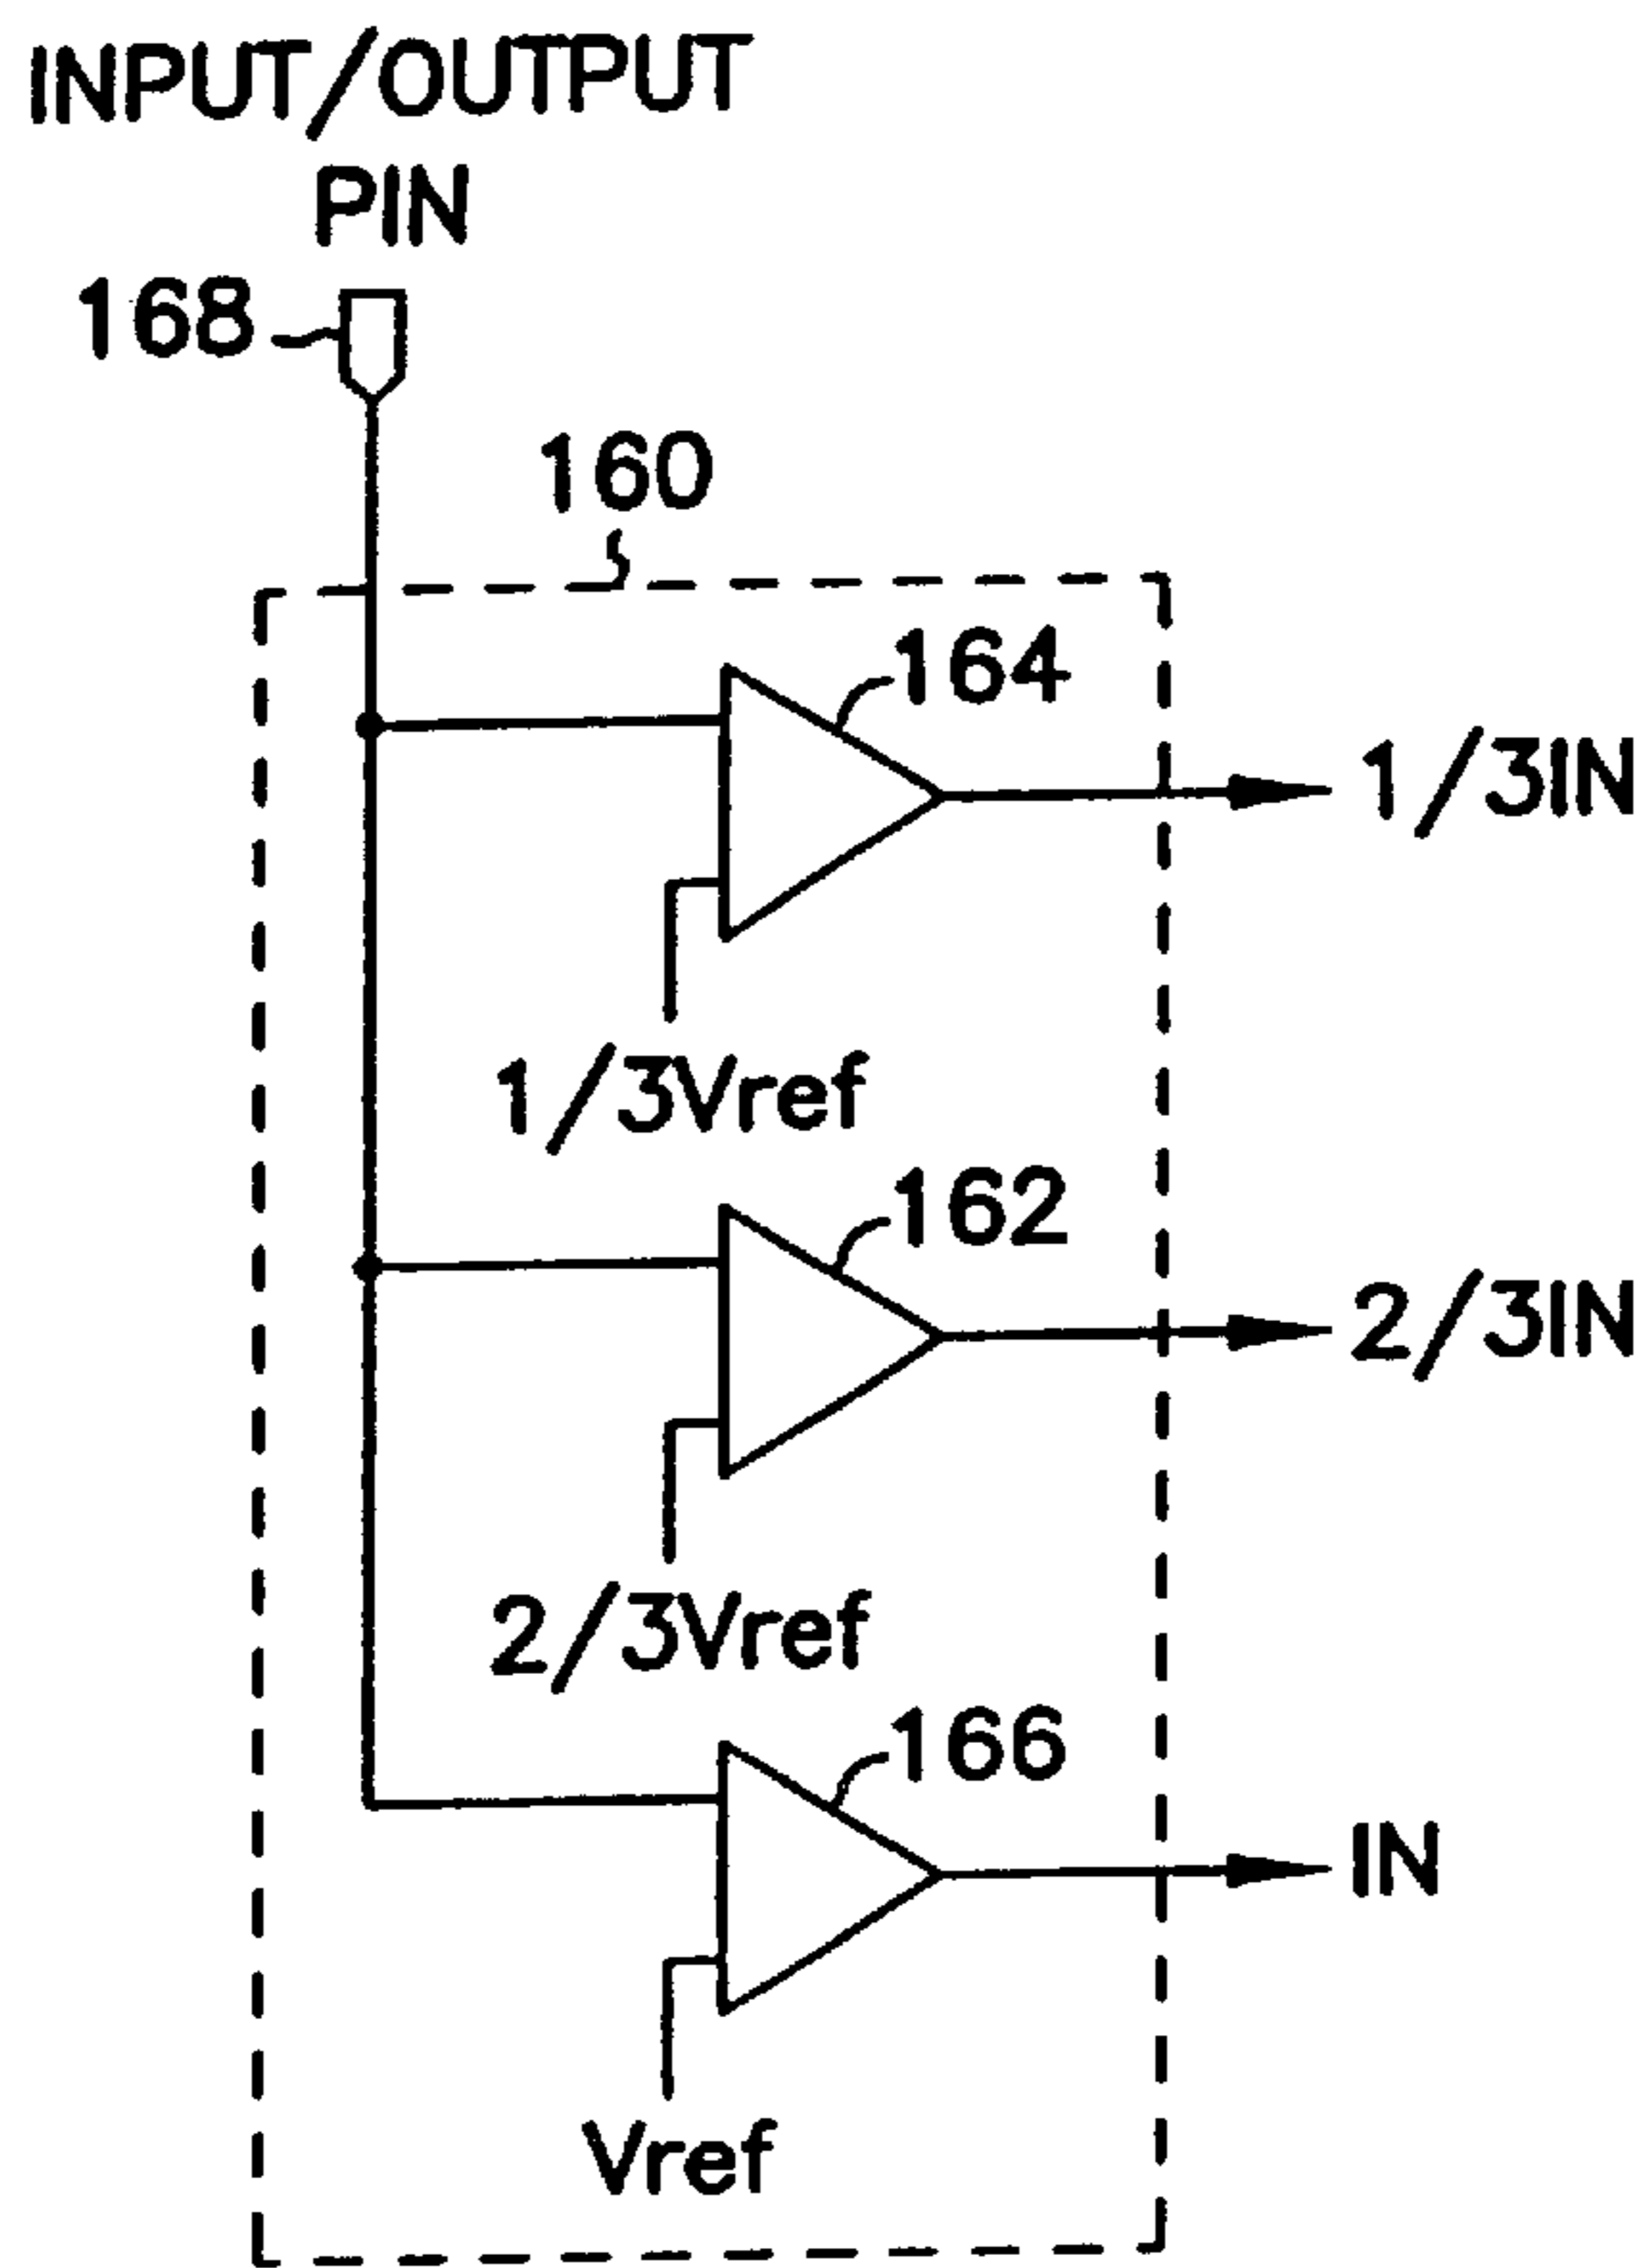 INPUT/OUTPUT
PIN
168
160
164
1/3IN
1/3Vref
162
2/3IN
2/3Vref
166
IN
Vref